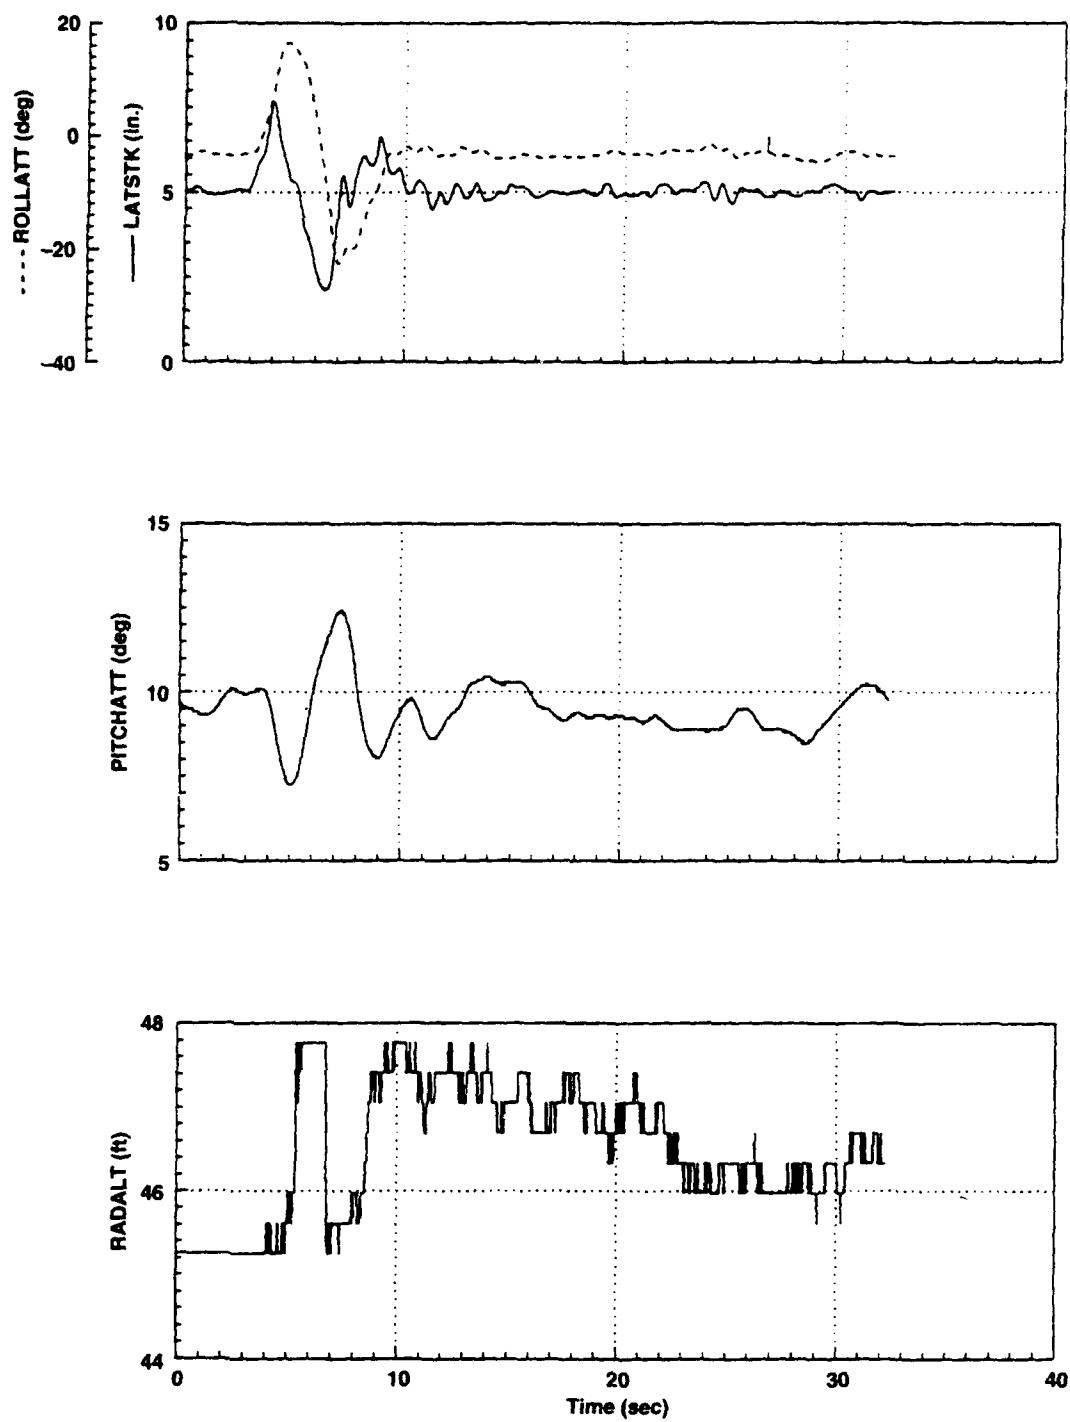 20
0
-20
-40
---- ROLLATT (deg)
—— LATSTK (in.)
10
5
0
PITCHATT (deg)
15
10
5
RADALT (ft)
48
46
44
0 10 20 30 40
Time (sec)